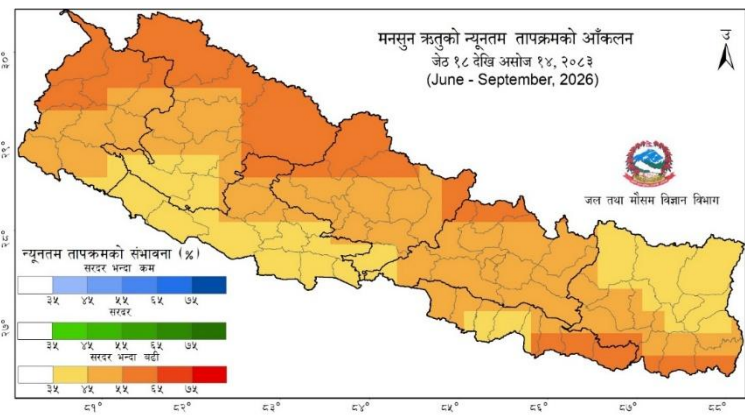 मनसुन ऋतुको न्यूनतम तापक्रमको आँकलन
जेठ १८ देखि असोज १४, २०८३
(June - September, 2026)
उ
जल तथा मौसम विज्ञान विभाग
३०°
२९°
२८°
२७°
न्यूनतम तापक्रमको संभावना (%)
सरदर भन्दा कम
३५ ४५ ५५ ६५ ७५
सरदर
३५ ४५ ५५ ६५ ७५
सरदर भन्दा बढी
३५ ४५ ५५ ६५ ७५
८१° ८२° ८३° ८४° ८५° ८६° ८७° ८८°